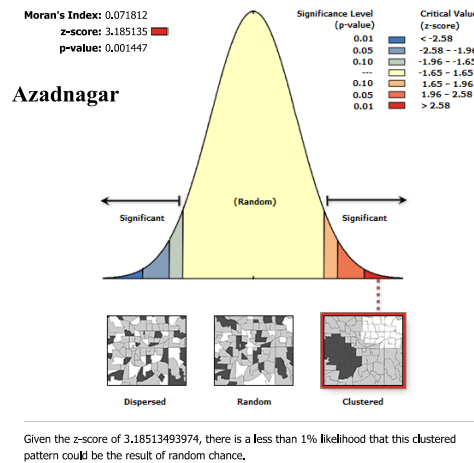 Moran's Index: 0.071812
z-score: 3.185135
p-value: 0.001447
Significance Level
(p-value)
Critical Value
(z-score)
0.01 < -2.58
0.05 -2.58 – -1.96
0.10 -1.96 – -1.65
--- -1.65 – 1.65
0.10 1.65 – 1.96
0.05 1.96 – 2.58
0.01 > 2.58
Azadnagar
(Random)
Significant
Significant
Dispersed
Random
Clustered
Given the z-score of 3.18513493974, there is a less than 1% likelihood that this clustered
pattern could be the result of random chance.